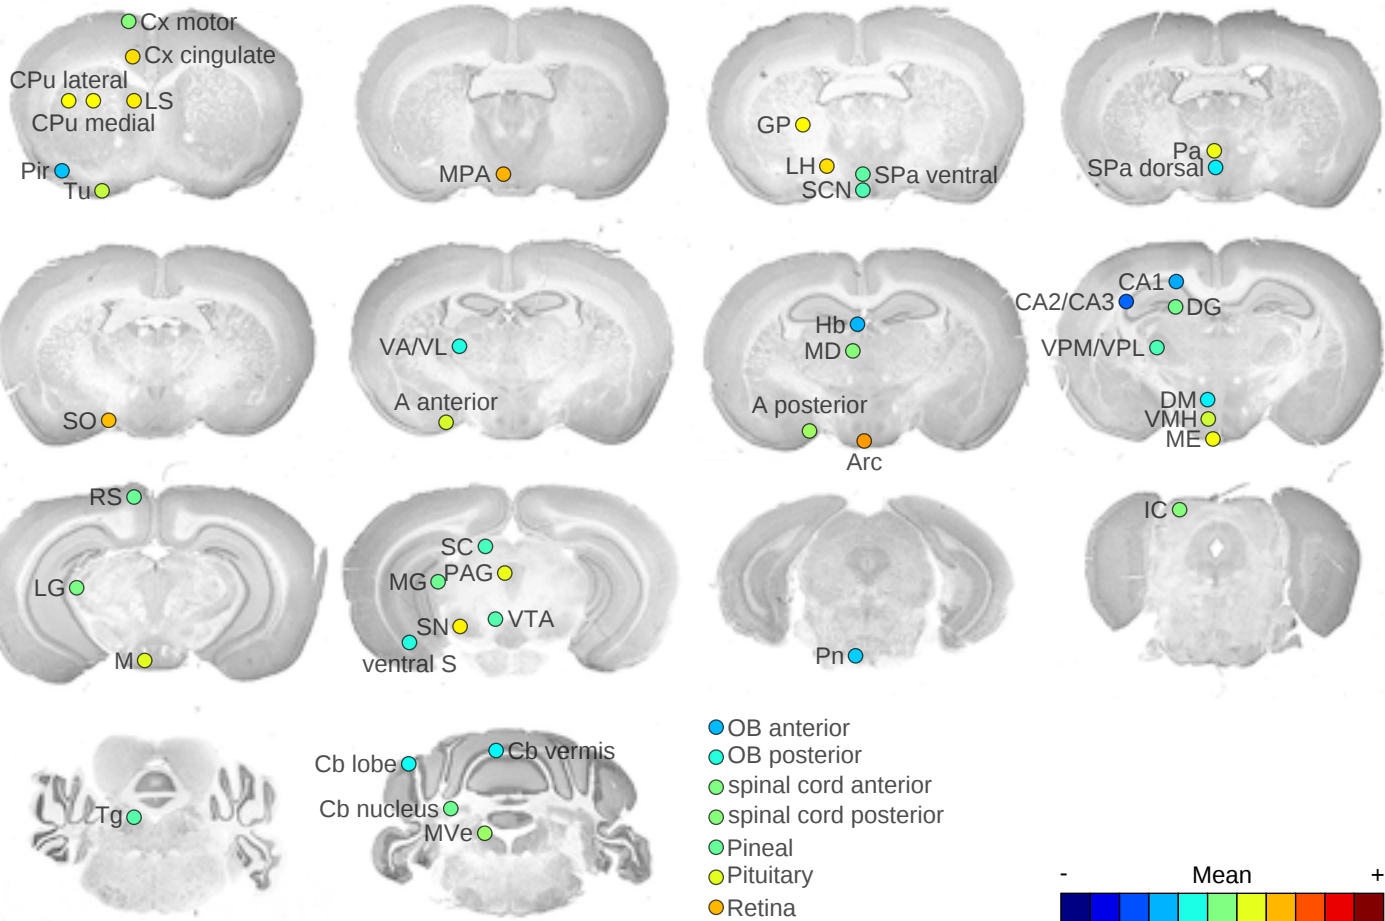 Cx motor
Cx cingulate
CPu lateral
LS
CPu medial
Pir
Tu
MPA
GP
LH
SPa ventral
SCN
Pa
SPa dorsal
SO
VA/VL
A anterior
Hb
MD
A posterior
Arc
CA1
CA2/CA3
DG
VPM/VPL
DM
VMH
ME
RS
LG
M
SC
MG
PAG
SN
VTA
ventral S
Pn
IC
Tg
Cb lobe
Cb vermis
Cb nucleus
MVe
OB anterior
OB posterior
spinal cord anterior
spinal cord posterior
Pineal
Pituitary
Retina
- Mean +